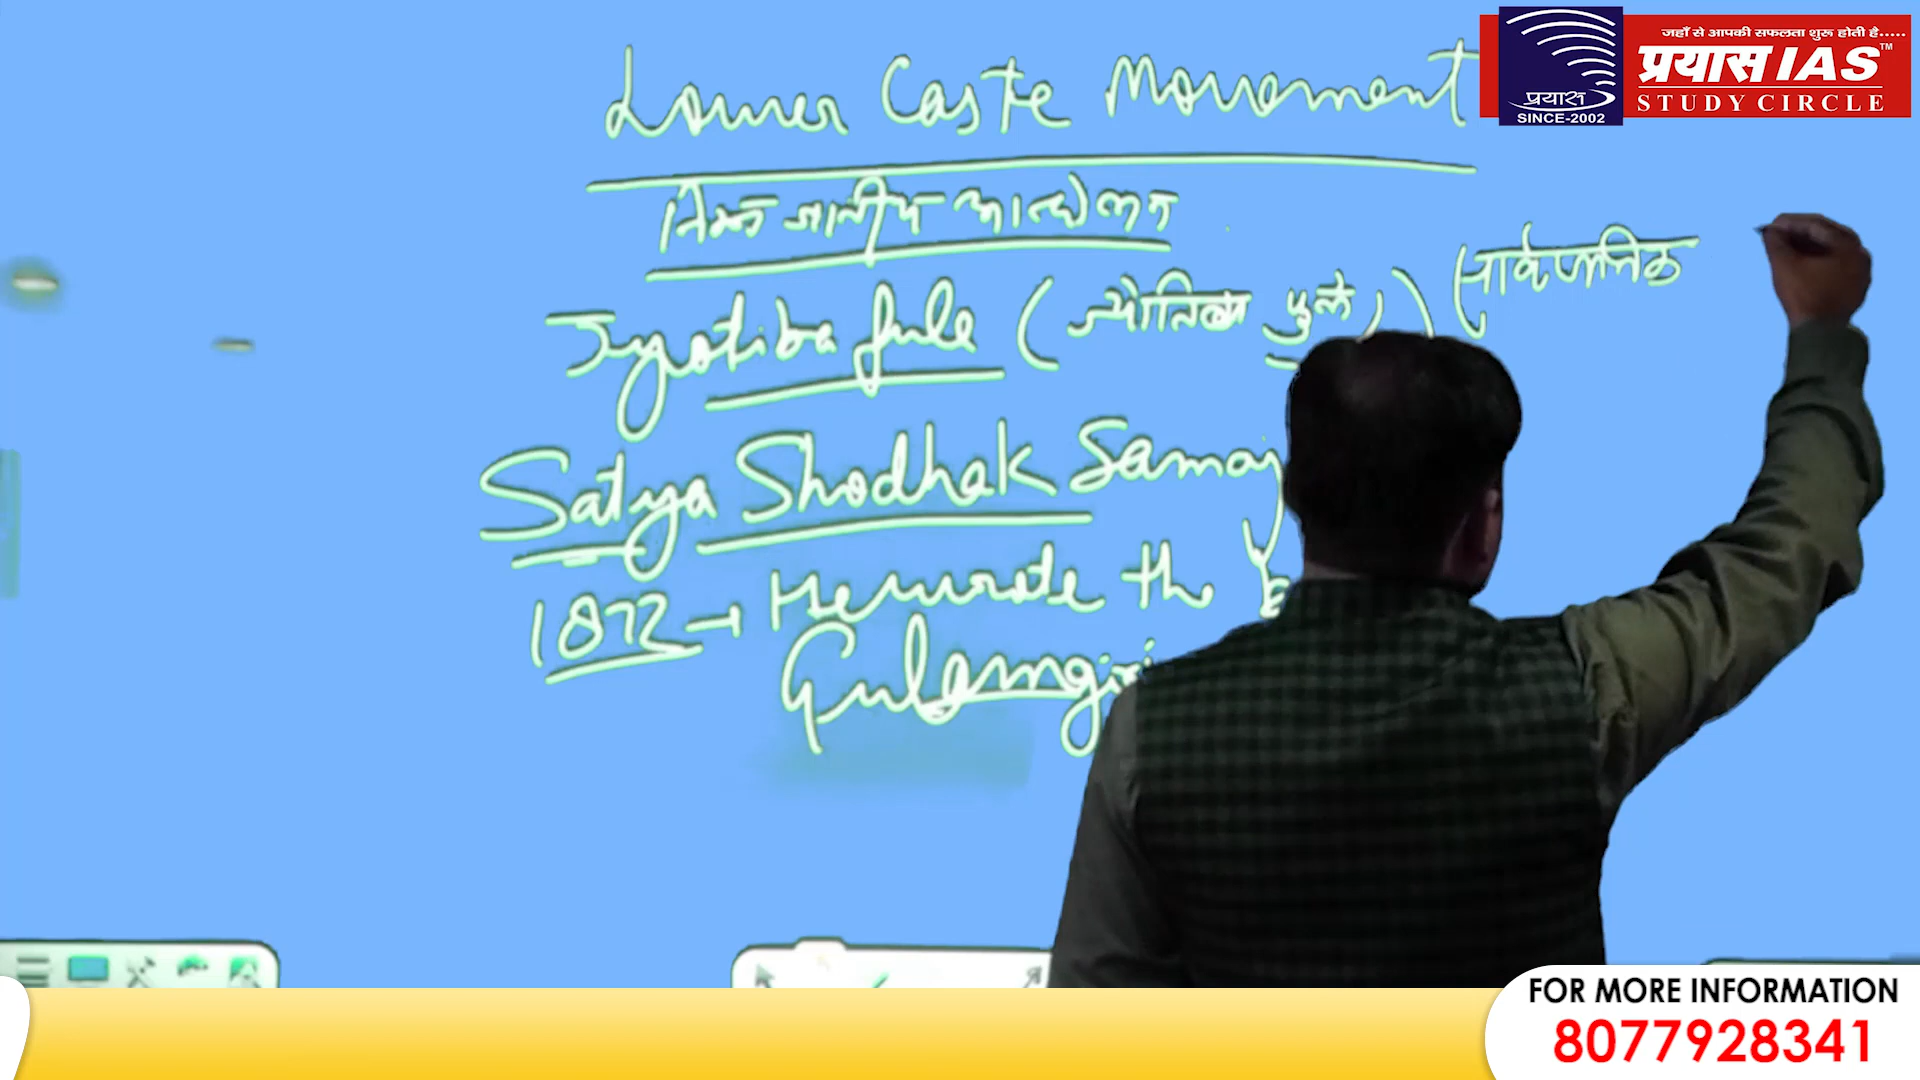 जहाँ से आपकी सफलता शुरू होती है.....
प्रयास IAS™
STUDY CIRCLE
प्रयास
SINCE-2002
Lower Caste Movement
निम्न जातीय आन्दोलन
Jyotiba fule (ज्योतिबा फुले) (सार्वजनिक
Satya Shodhak Samaj
1872 → He wrote the
Gulamgiri
FOR MORE INFORMATION
8077928341